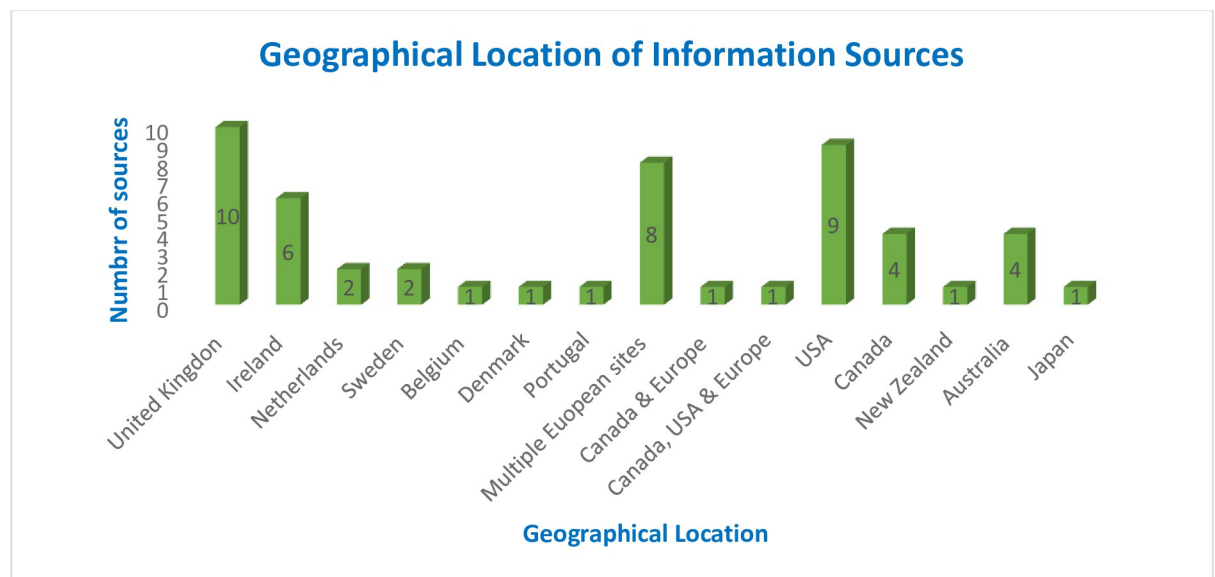 Geographical Location of Information Sources
Numbrr of sources
10
9
8
7
6
5
4
3
2
1
0
10
6
2
2
1
1
1
8
1
1
9
4
1
4
1
United Kingdon
Ireland
Netherlands
Sweden
Belgium
Denmark
Portugal
Multiple Euopean sites
Canada & Europe
Canada, USA & Europe
USA
Canada
New Zealand
Australia
Japan
Geographical Location